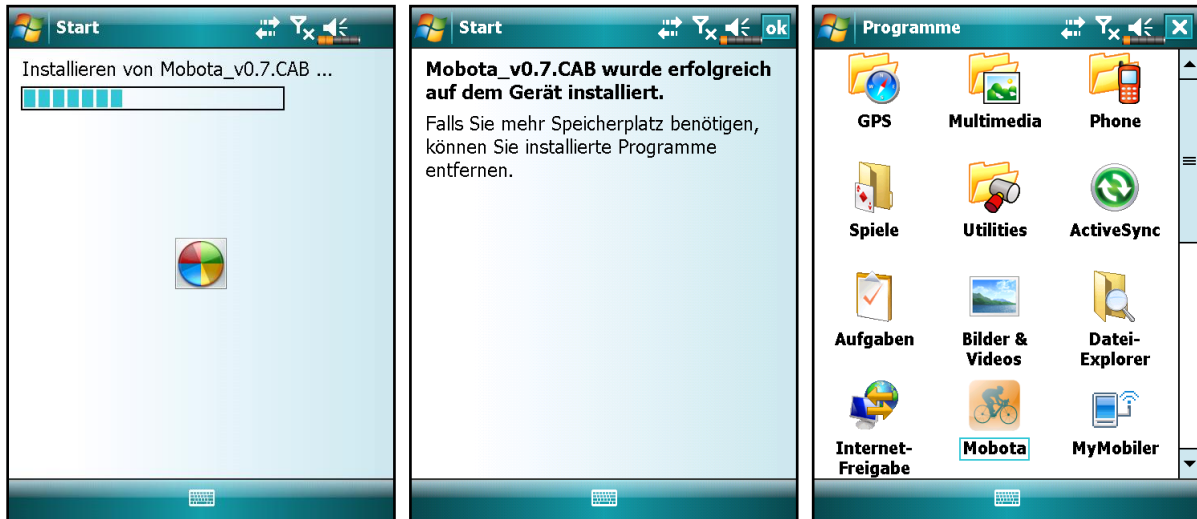 Start
Installieren von Mobota_v0.7.CAB ...
Start
ok
Mobota_v0.7.CAB wurde erfolgreich
auf dem Gerät installiert.
Falls Sie mehr Speicherplatz benötigen,
können Sie installierte Programme
entfernen.
Programme
GPS
Multimedia
Phone
Spiele
Utilities
ActiveSync
Aufgaben
Bilder &
Videos
Datei-
Explorer
Internet-
Freigabe
Mobota
MyMobiler